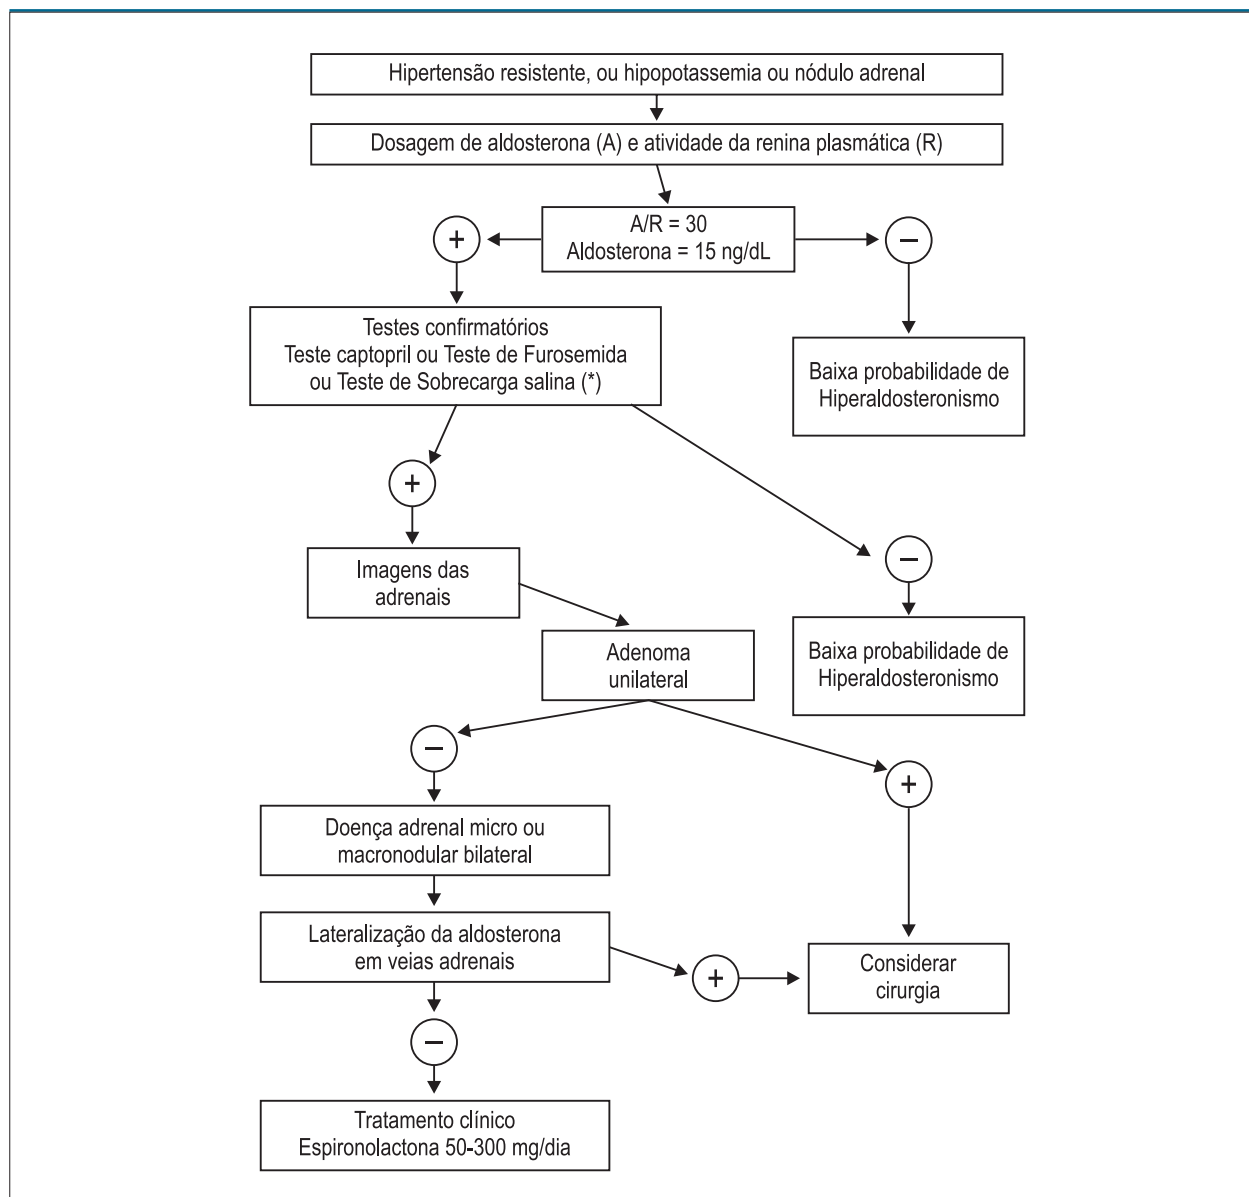 Hipertensão resistente, ou hipopotassemia ou nódulo adrenal
Dosagem de aldosterona (A) e atividade da renina plasmática (R)
A/R = 30
Aldosterona = 15 ng/dL
+
−
Testes confirmatórios
Teste captopril ou Teste de Furosemida
ou Teste de Sobrecarga salina (*)
Baixa probabilidade de
Hiperaldosteronismo
+
−
Imagens das
adrenais
Baixa probabilidade de
Hiperaldosteronismo
Adenoma
unilateral
−
+
Doença adrenal micro ou
macronodular bilateral
Lateralização da aldosterona
em veias adrenais
+
Considerar
cirurgia
−
Tratamento clínico
Espironolactona 50-300 mg/dia